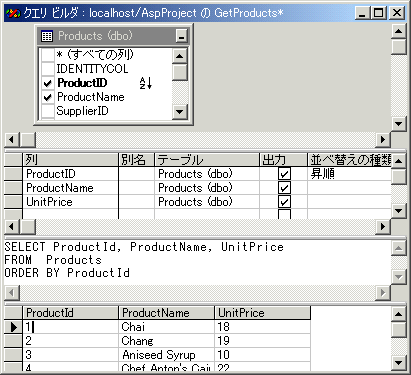 クエリ ビルダ : localhost/AspProject の GetProducts*
Products (dbo)
* (すべての列)
IDENTITYCOL
ProductID
ProductName
SupplierID
列 別名 テーブル 出力 並べ替えの種類
ProductID Products (dbo) 昇順
ProductName Products (dbo)
UnitPrice Products (dbo)
SELECT ProductId, ProductName, UnitPrice
FROM Products
ORDER BY ProductId
ProductId ProductName UnitPrice
1 Chai 18
2 Chang 19
3 Aniseed Syrup 10
4 Chef Anton's Caju 22